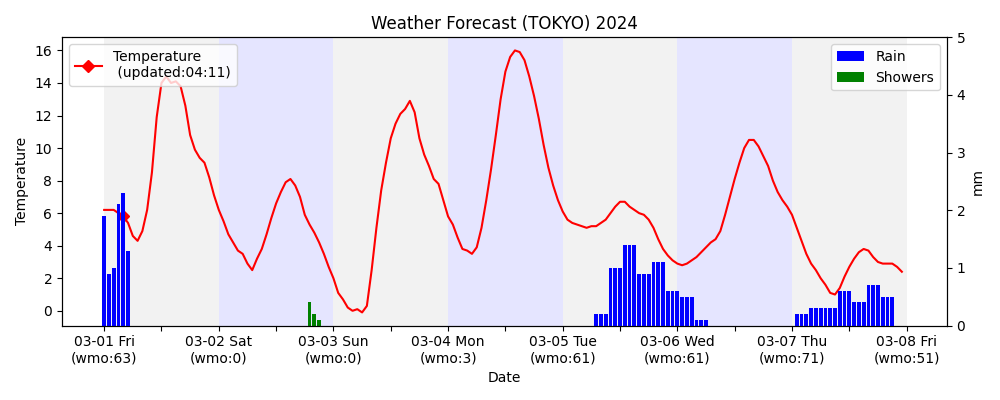 Weather Forecast (TOKYO) 2024
Temperature
(updated:04:11)
Rain
Showers
Temperature
16
14
12
10
8
6
4
2
0
5
4
3
2
1
0
mm
03-01 Fri
(wmo:63)
03-02 Sat
(wmo:0)
03-03 Sun
(wmo:0)
03-04 Mon
(wmo:3)
03-05 Tue
(wmo:61)
03-06 Wed
(wmo:61)
03-07 Thu
(wmo:71)
03-08 Fri
(wmo:51)
Date